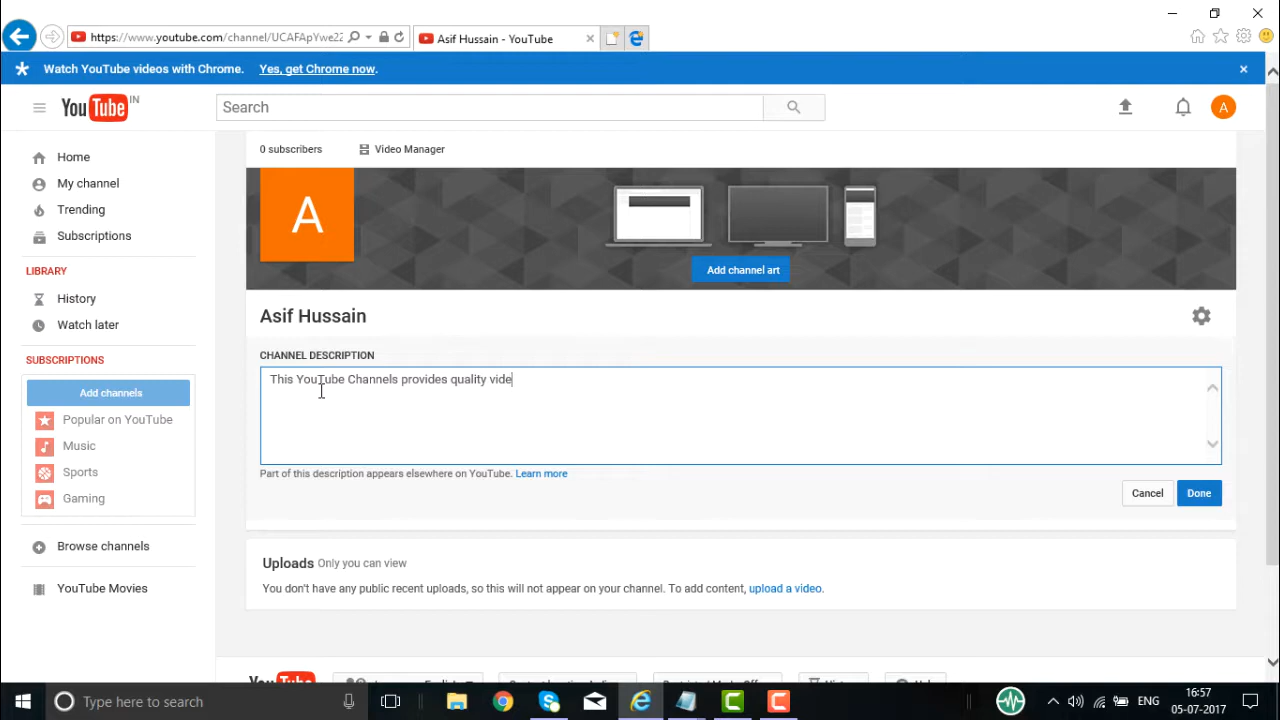 https://www.youtube.com/channel/UCAFApYwe22
Asif Hussain - YouTube
Watch YouTube videos with Chrome. Yes, get Chrome now.
YouTube IN
Search
A
0 subscribers Video Manager
Home
My channel
Trending
Subscriptions
A
Add channel art
LIBRARY
History
Watch later
Asif Hussain
CHANNEL DESCRIPTION
This YouTube Channels provides quality vide
SUBSCRIPTIONS
Add channels
Popular on YouTube
Music
Sports
Gaming
Part of this description appears elsewhere on YouTube. Learn more
Cancel Done
Browse channels
YouTube Movies
Uploads Only you can view
You don't have any public recent uploads, so this will not appear on your channel. To add content, upload a video.
Type here to search
ENG
16:57
05-07-2017